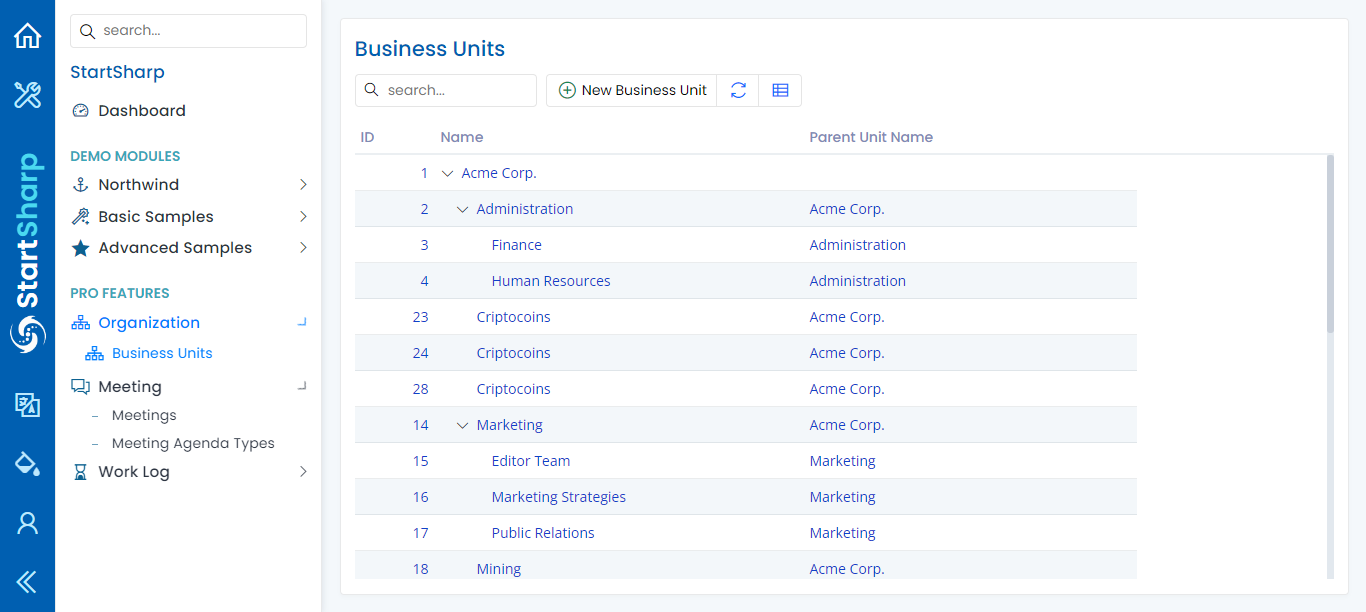 StartSharp
search...
StartSharp
Dashboard
DEMO MODULES
Northwind
Basic Samples
Advanced Samples
PRO FEATURES
Organization
Business Units
Meeting
Meetings
Meeting Agenda Types
Work Log
Business Units
search...
New Business Unit
ID Name Parent Unit Name
1 Acme Corp.
2 Administration Acme Corp.
3 Finance Administration
4 Human Resources Administration
23 Criptocoins Acme Corp.
24 Criptocoins Acme Corp.
28 Criptocoins Acme Corp.
14 Marketing Acme Corp.
15 Editor Team Marketing
16 Marketing Strategies Marketing
17 Public Relations Marketing
18 Mining Acme Corp.